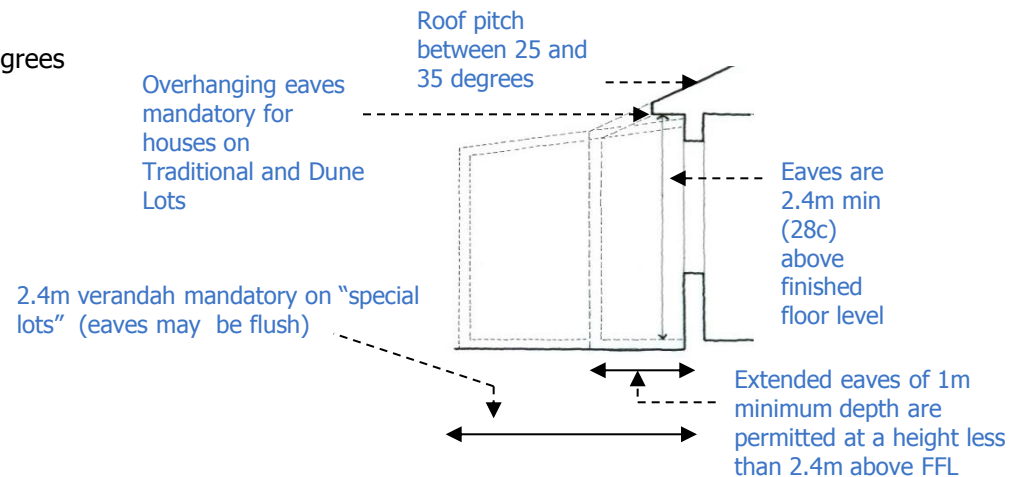 grees
Roof pitch
between 25 and
35 degrees
Overhanging eaves
mandatory for
houses on
Traditional and Dune
Lots
Eaves are
2.4m min
(28c)
above
finished
floor level
2.4m verandah mandatory on “special
lots” (eaves may be flush)
Extended eaves of 1m
minimum depth are
permitted at a height less
than 2.4m above FFL